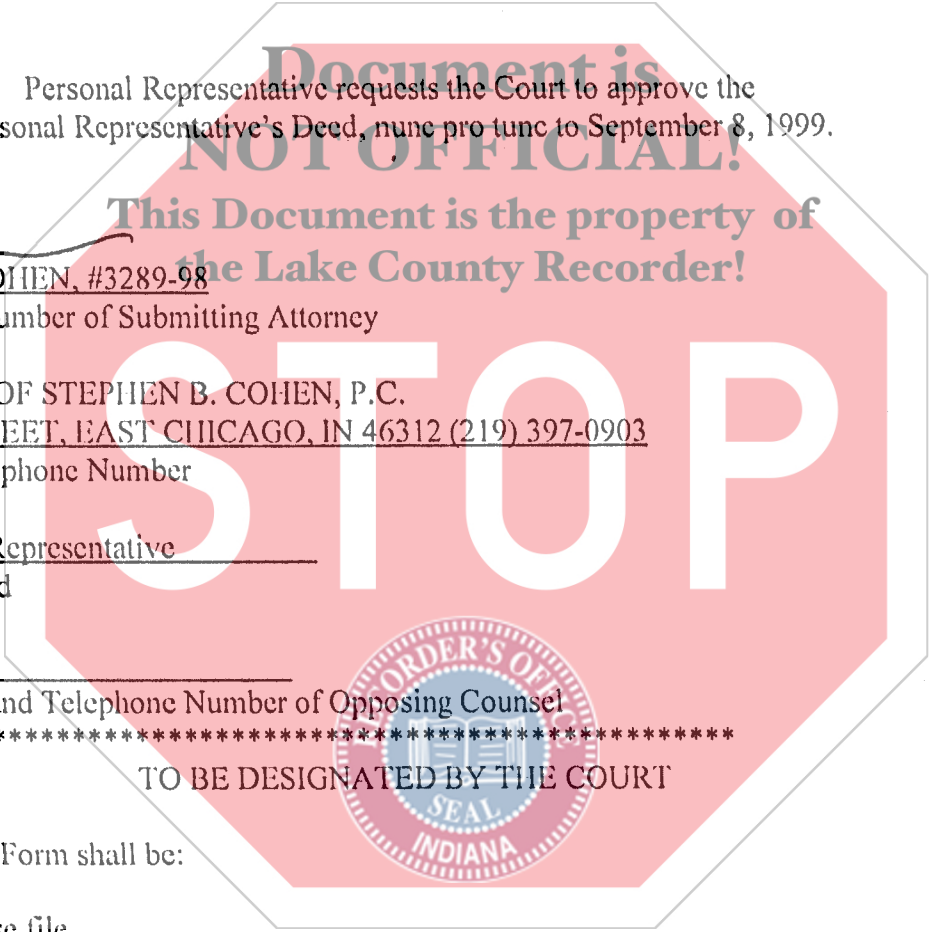 Document is
Personal Representative requests the Court to approve the
sonal Representative's Deed, nunc pro tunc to September 8, 1999.
NOT OFFICIAL!
This Document is the property of
the Lake County Recorder!
OHEN, #3289-98
umber of Submitting Attorney
STOP
OF STEPHEN B. COHEN, P.C.
EET, EAST CHICAGO, IN 46312 (219) 397-0903
phone Number
Representative
d
RECORDER'S OFFICE
nd Telephone Number of Opposing Counsel
**************************************************
TO BE DESIGNATED BY THE COURT
SEAL
INDIANA
Form shall be:
file